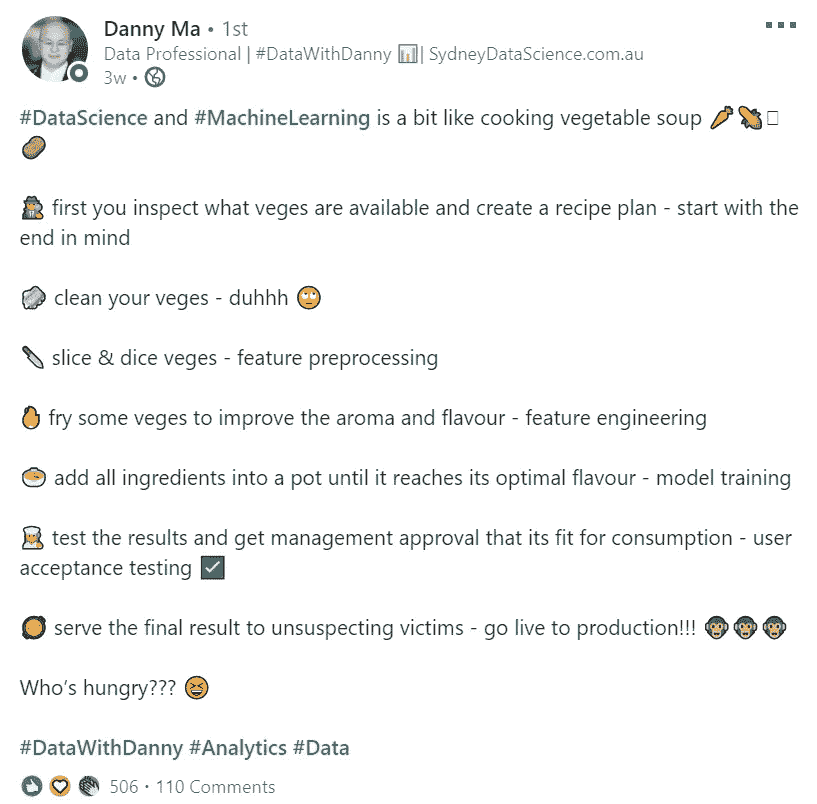 Danny Ma • 1st
Data Professional | #DataWithDanny 📊| SydneyDataScience.com.au
3w •
#DataScience and #MachineLearning is a bit like cooking vegetable soup 🥕🌽
🥔
🕵 first you inspect what veges are available and create a recipe plan - start with the
end in mind
clean your veges - duhhh 🙄
🔪 slice & dice veges - feature preprocessing
🔥 fry some veges to improve the aroma and flavour - feature engineering
🍲 add all ingredients into a pot until it reaches its optimal flavour - model training
👩‍🍳 test the results and get management approval that its fit for consumption - user
acceptance testing ✅
🥘 serve the final result to unsuspecting victims - go live to production!!! 🐵🐵🐵
Who's hungry??? 😆
#DataWithDanny #Analytics #Data
506 • 110 Comments